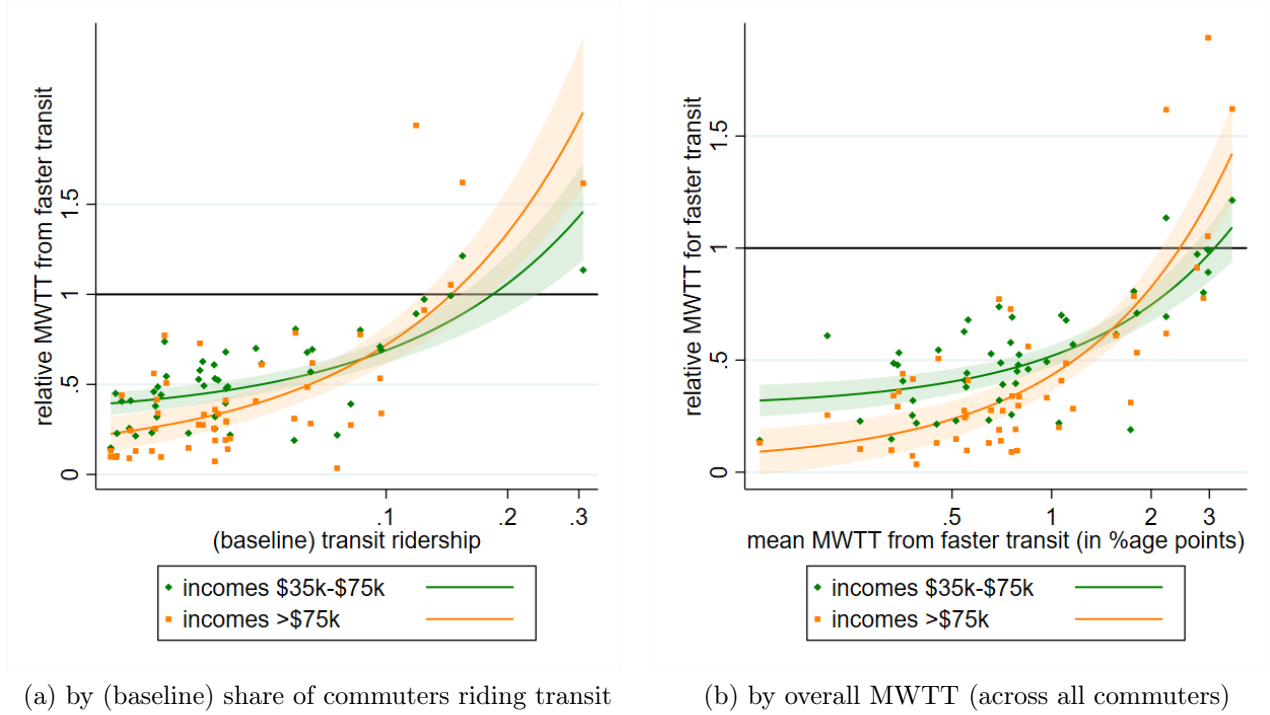 relative MWTT from faster transit
0
.5
1
1.5
.1
.2
.3
(baseline) transit ridership
incomes $35k-$75k
incomes >$75k
(a) by (baseline) share of commuters riding transit
relative MWTT for faster transit
0
.5
1
1.5
.5
1
2
3
mean MWTT from faster transit (in %age points)
incomes $35k-$75k
incomes >$75k
(b) by overall MWTT (across all commuters)